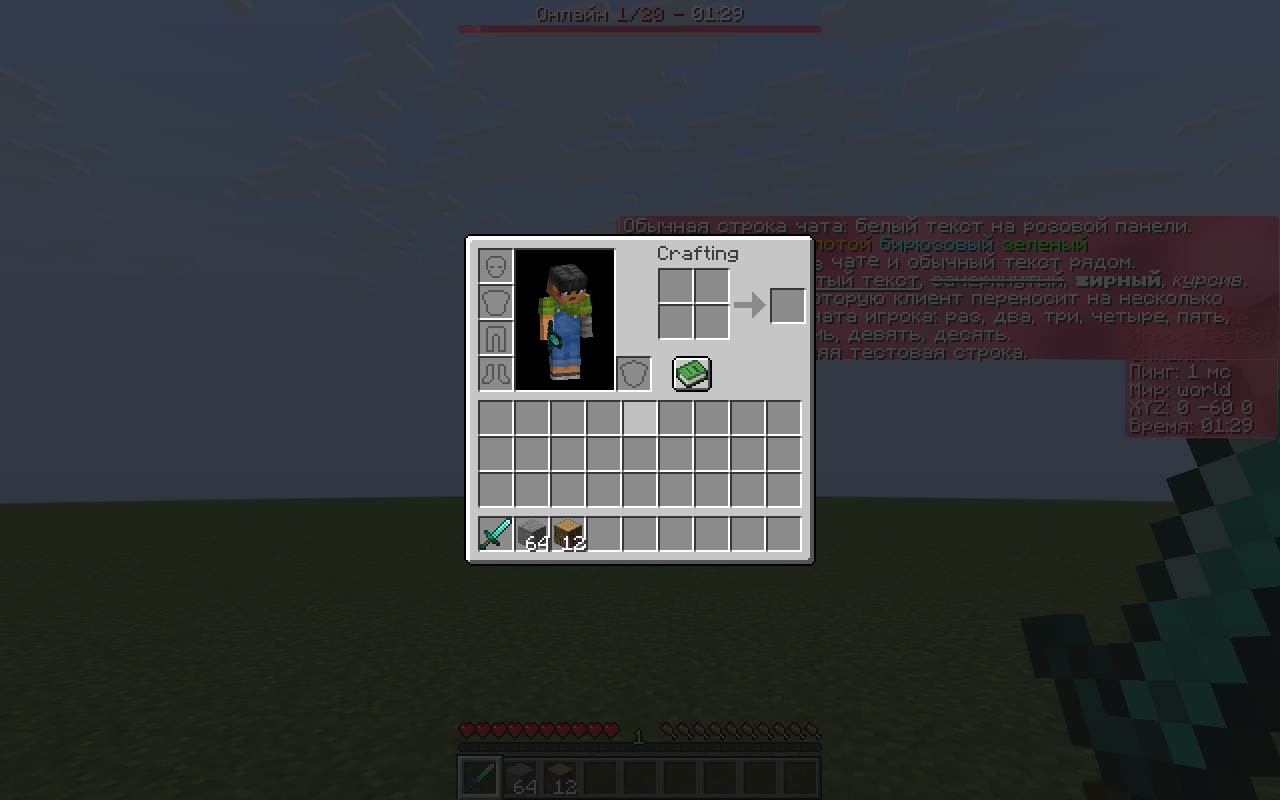 Онлайн 1/20 - 01:29
Обычная строка чата: белый текст на розовой панели.
лотой бирюзовый зеленый
чате и обычный текст рядом.
тый текст, зачеркнутый, жирный, курсив.
оторую клиент переносит на несколько
чата игрока: раз, два, три, четыре, пять,
мь, девять, десять.
яя тестовая строка.
Пинг: 1 мс
Мир: world
XYZ: 0 -60 0
Время: 01:29
Crafting
64
12
1
64
12